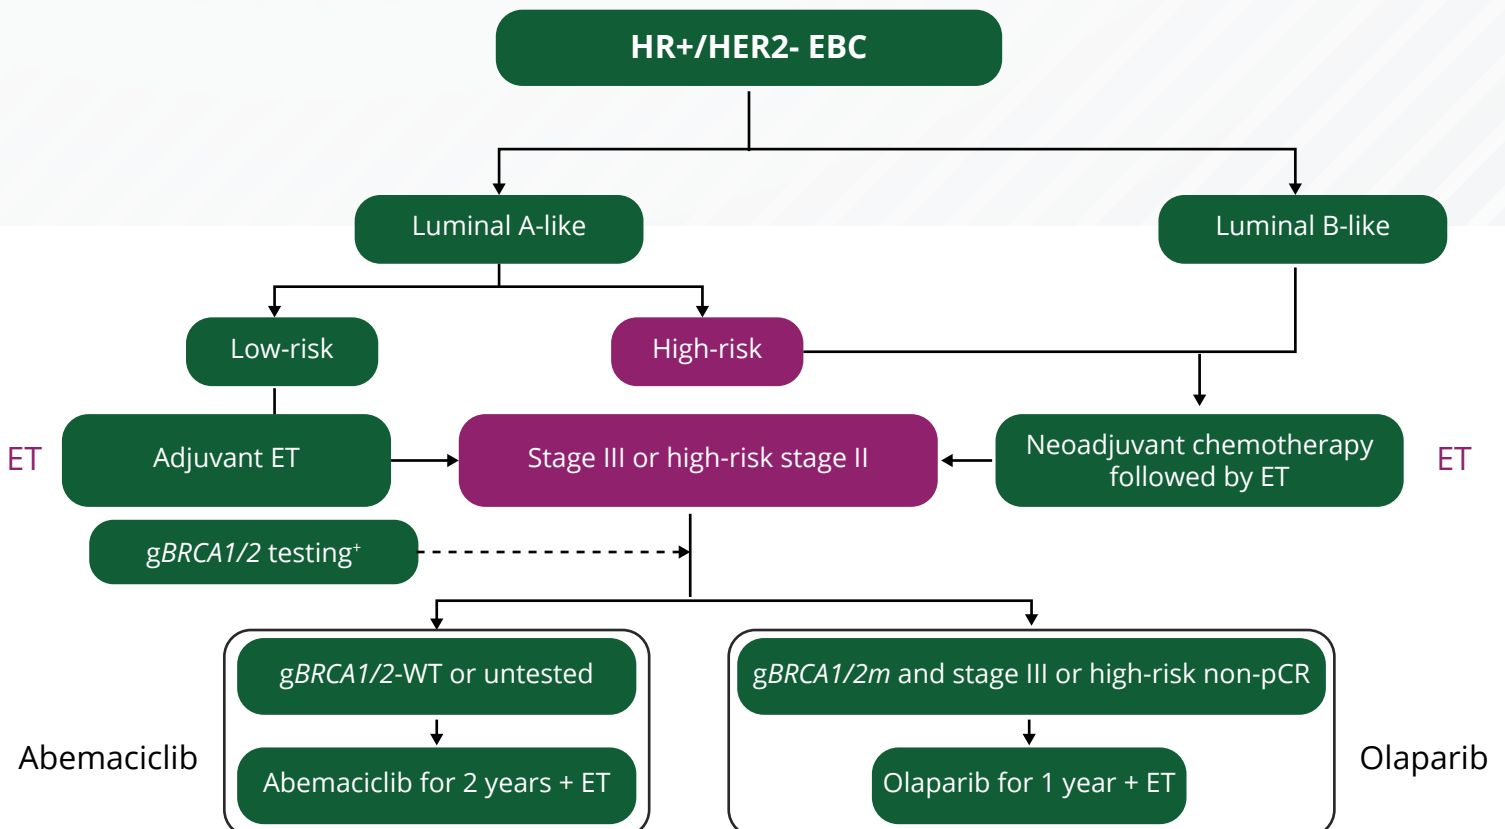 HR+/HER2- EBC
Luminal A-like
Luminal B-like
Low-risk
High-risk
ET
Adjuvant ET
Stage III or high-risk stage II
Neoadjuvant chemotherapy
followed by ET
ET
gBRCA1/2 testing+
gBRCA1/2-WT or untested
gBRCA1/2m and stage III or high-risk non-pCR
Abemaciclib
Abemaciclib for 2 years + ET
Olaparib for 1 year + ET
Olaparib